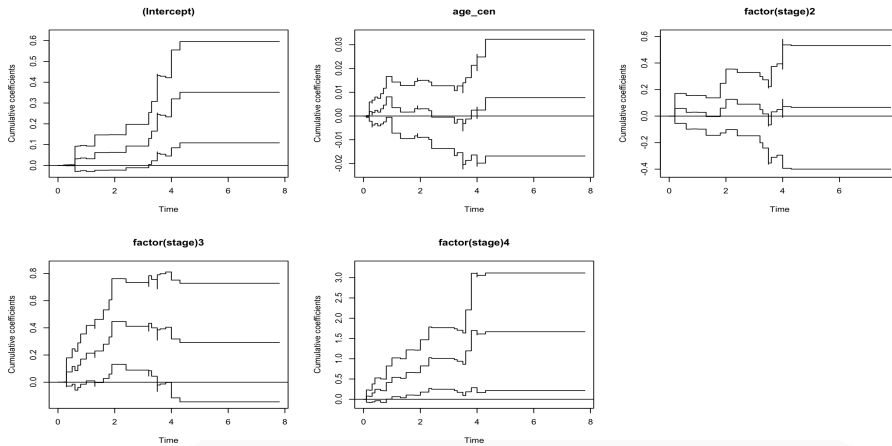 (Intercept)
Cumulative coefficients
0.0 0.1 0.2 0.3 0.4 0.5 0.6
0 2 4 6 8
Time
age_cen
Cumulative coefficients
-0.02 -0.01 0.00 0.01 0.02 0.03
0 2 4 6 8
Time
factor(stage)2
Cumulative coefficients
-0.4 -0.2 0.0 0.2 0.4 0.6
0 2 4 6
Time
factor(stage)3
Cumulative coefficients
0.0 0.2 0.4 0.6 0.8
0 2 4 6 8
Time
factor(stage)4
Cumulative coefficients
0.0 0.5 1.0 1.5 2.0 2.5 3.0
0 2 4 6 8
Time